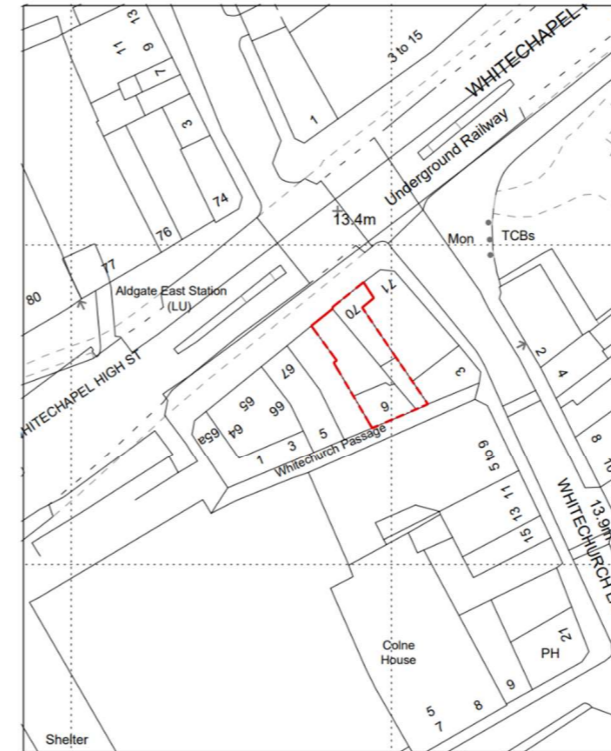 13
11
9
7
3
3 to 15
1
WHITECHAPEL
Underground Railway
74
76
77
80
13.4m
Mon
TCBs
Aldgate East Station
(LU)
WHITECHAPEL HIGH ST
71
70
67
66
65
64
65a
1
3
5
6
3
Whitechurch Passage
2
4
8
10
5 to 9
11
13
15
13.9m
WHITECHURCH
Colne
House
PH
21
9
8
7
5
Shelter